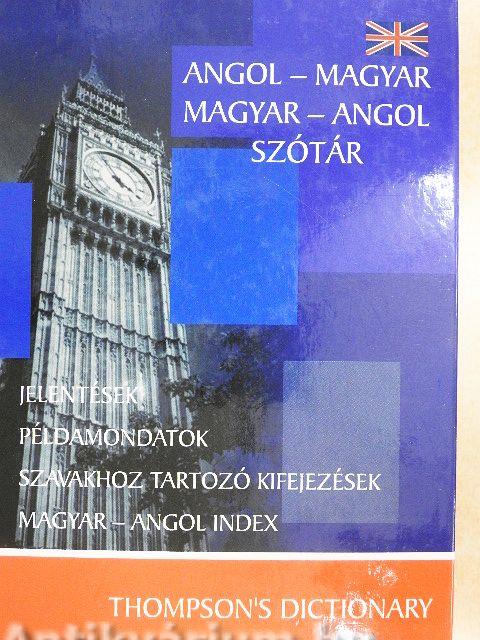 ANGOL – MAGYAR
MAGYAR – ANGOL
SZÓTÁR
JELENTÉSEK
PÉLDAMONDATOK
SZAVAKHOZ TARTOZÓ KIFEJEZÉSEK
MAGYAR – ANGOL INDEX
THOMPSON'S DICTIONARY